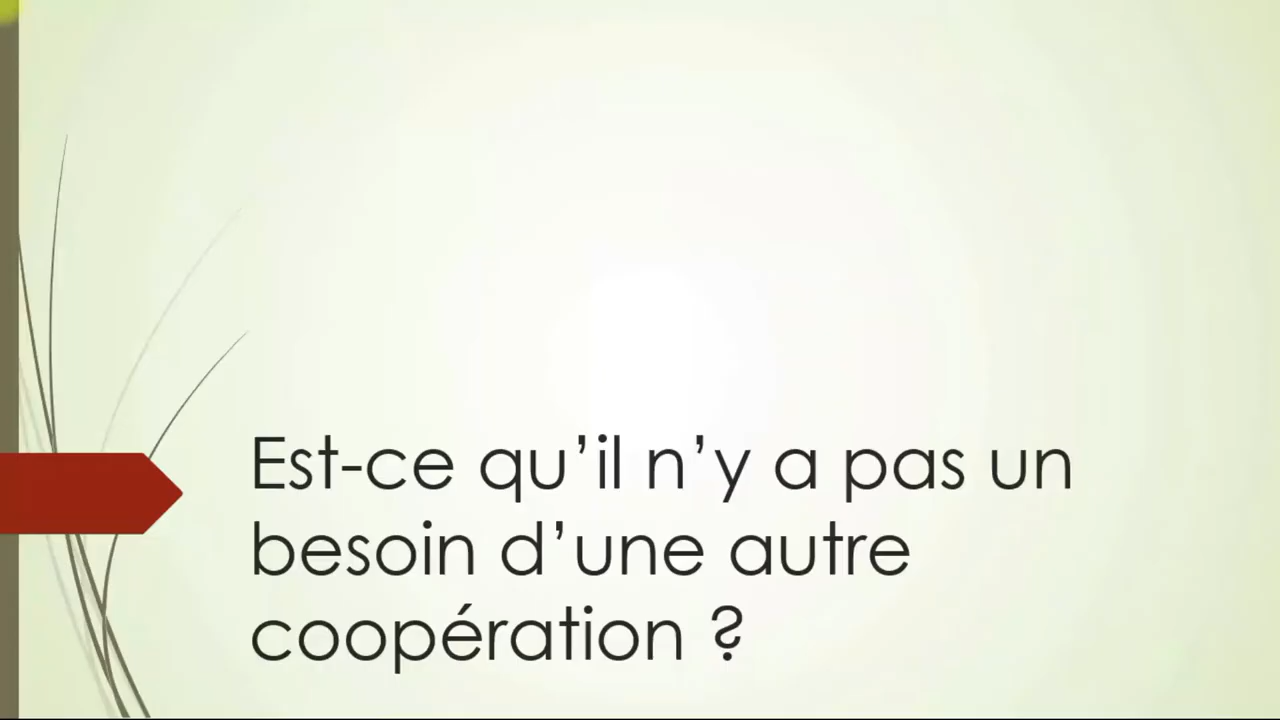 Est-ce qu’il n’y a pas un
besoin d’une autre
coopération ?